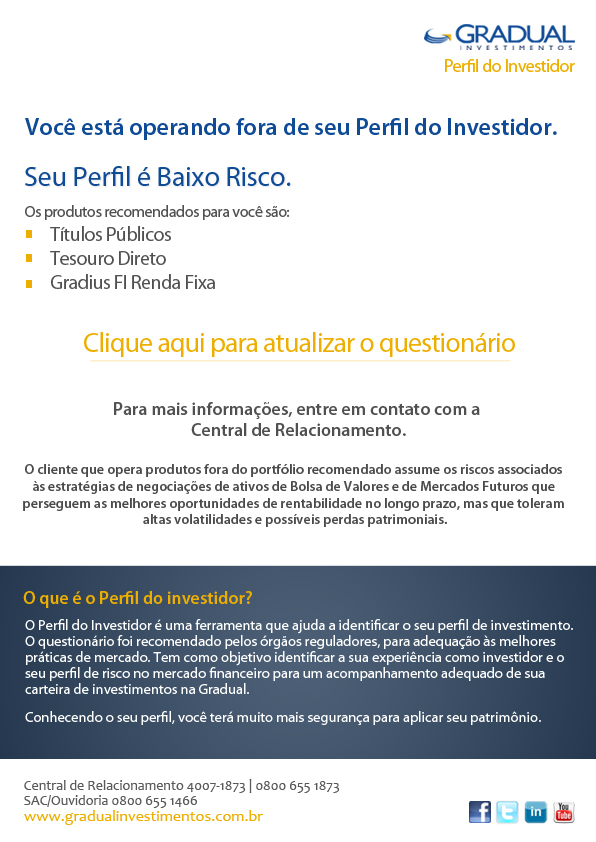 GRADUAL
INVESTIMENTOS
Perfil do Investidor
Você está operando fora de seu Perfil do Investidor.
Seu Perfil é Baixo Risco.
Os produtos recomendados para você são:
Títulos Públicos
Tesouro Direto
Gradius FI Renda Fixa
Clique aqui para atualizar o questionário
Para mais informações, entre em contato com a
Central de Relacionamento.
O cliente que opera produtos fora do portfólio recomendado assume os riscos associados
às estratégias de negociações de ativos de Bolsa de Valores e de Mercados Futuros que
perseguem as melhores oportunidades de rentabilidade no longo prazo, mas que toleram
altas volatilidades e possíveis perdas patrimoniais.
O que é o Perfil do investidor?
O Perfil do Investidor é uma ferramenta que ajuda a identificar o seu perfil de investimento.
O questionário foi recomendado pelos órgãos reguladores, para adequação às melhores
práticas de mercado. Tem como objetivo identificar a sua experiência como investidor e o
seu perfil de risco no mercado financeiro para um acompanhamento adequado de sua
carteira de investimentos na Gradual.
Conhecendo o seu perfil, você terá muito mais segurança para aplicar seu patrimônio.
Central de Relacionamento 4007-1873 | 0800 655 1873
SAC/Ouvidoria 0800 655 1466
www.gradualinvestimentos.com.br
f t in You Tube